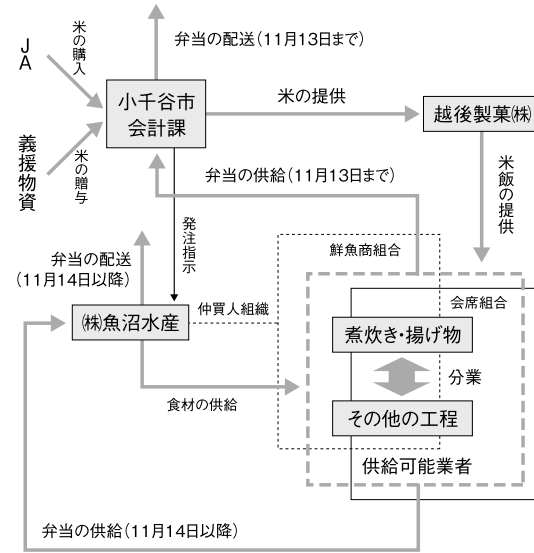 弁当の配送（11月13日まで）
JA
米の購入
小千谷市
会計課
米の提供
越後製菓㈱
義援物資
米の贈与
弁当の供給（11月13日まで）
米飯の提供
発注指示
弁当の配送
（11月14日以降）
鮮魚商組合
会席組合
仲買人組織
㈱魚沼水産
煮炊き・揚げ物
分業
食材の供給
その他の工程
供給可能業者
弁当の供給（11月14日以降）